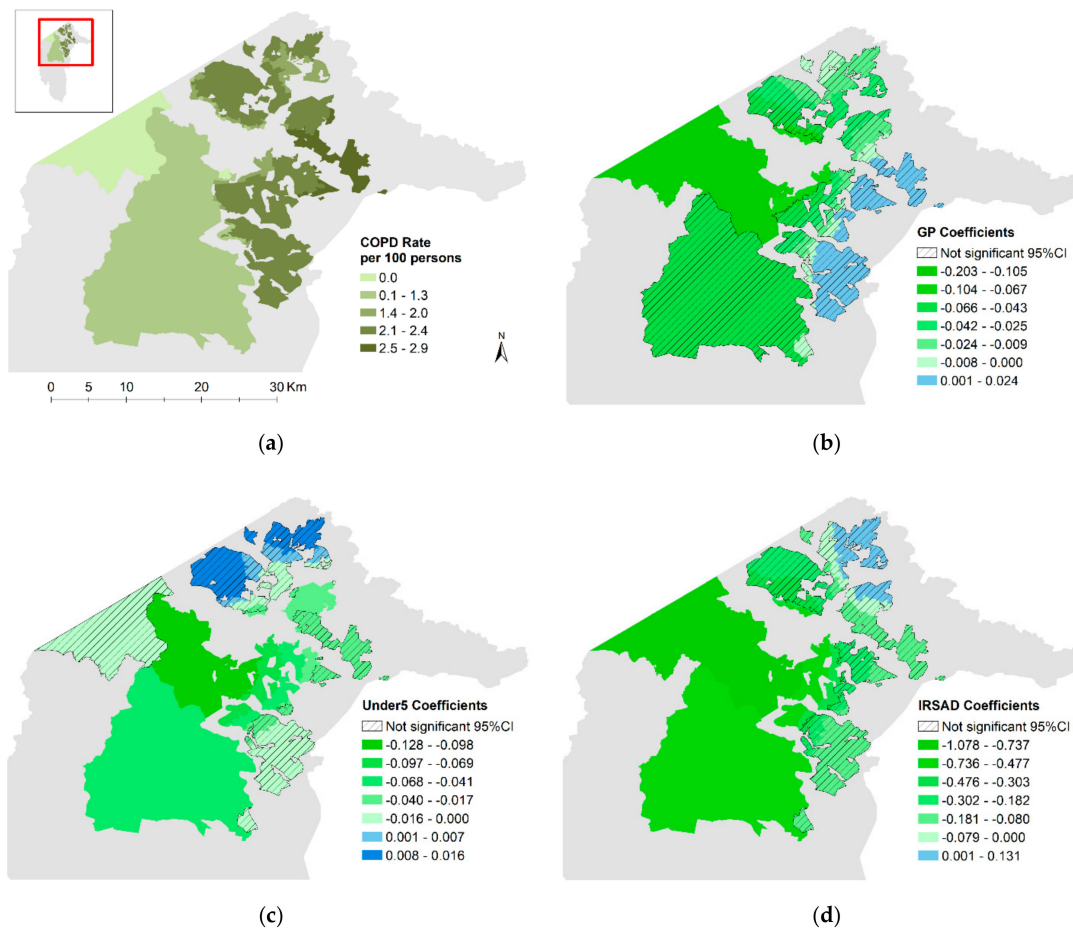 COPD Rate
per 100 persons
0.0
0.1 - 1.3
1.4 - 2.0
2.1 - 2.4
2.5 - 2.9
N
0 5 10 20 30 Km
(a)
GP Coefficients
Not significant 95%CI
-0.203 - -0.105
-0.104 - -0.067
-0.066 - -0.043
-0.042 - -0.025
-0.024 - -0.009
-0.008 - 0.000
0.001 - 0.024
(b)
Under5 Coefficients
Not significant 95%CI
-0.128 - -0.098
-0.097 - -0.069
-0.068 - -0.041
-0.040 - -0.017
-0.016 - 0.000
0.001 - 0.007
0.008 - 0.016
(c)
IRSAD Coefficients
Not significant 95%CI
-1.078 - -0.737
-0.736 - -0.477
-0.476 - -0.303
-0.302 - -0.182
-0.181 - -0.080
-0.079 - 0.000
0.001 - 0.131
(d)